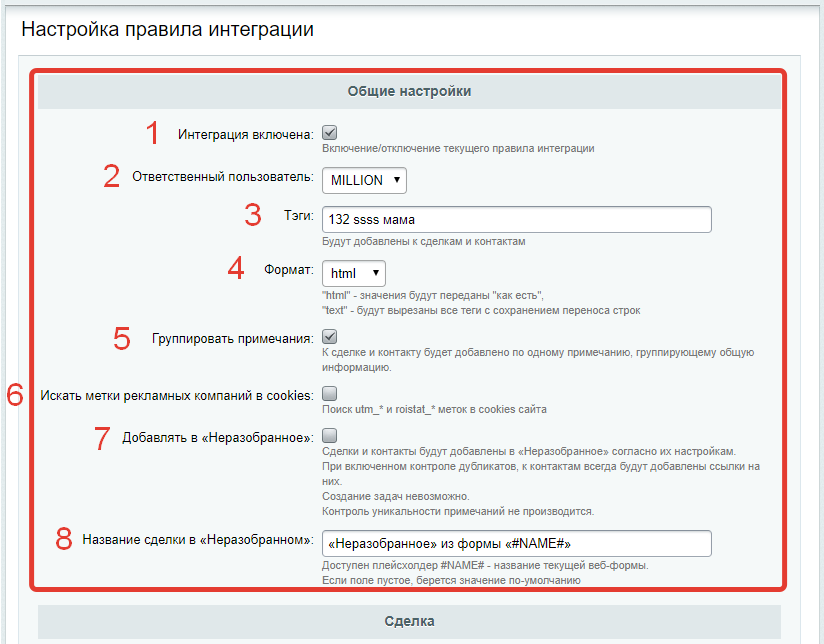 Настройка правила интеграции
Общие настройки
1 Интеграция включена:
Включение/отключение текущего правила интеграции
2 Ответственный пользователь: MILLION
3 Тэги: 132 ssss мама
Будут добавлены к сделкам и контактам
4 Формат: html
"html" - значения будут переданы "как есть",
"text" - будут вырезаны все теги с сохранением переноса строк
5 Группировать примечания:
К сделке и контакту будет добавлено по одному примечанию, группирующему общую
информацию.
6 Искать метки рекламных компаний в cookies:
Поиск utm_* и roistat_* меток в cookies сайта
7 Добавлять в «Неразобранное»:
Сделки и контакты будут добавлены в «Неразобранное» согласно их настройкам.
При включенном контроле дубликатов, к контактам всегда будут добавлены ссылки на
них.
Создание задач невозможно.
Контроль уникальности примечаний не производится.
8 Название сделки в «Неразобранном»: «Неразобранное» из формы «#NAME#»
Доступен плейсхолдер #NAME# - название текущей веб-формы.
Если поле пустое, берется значение по-умолчанию
Сделка